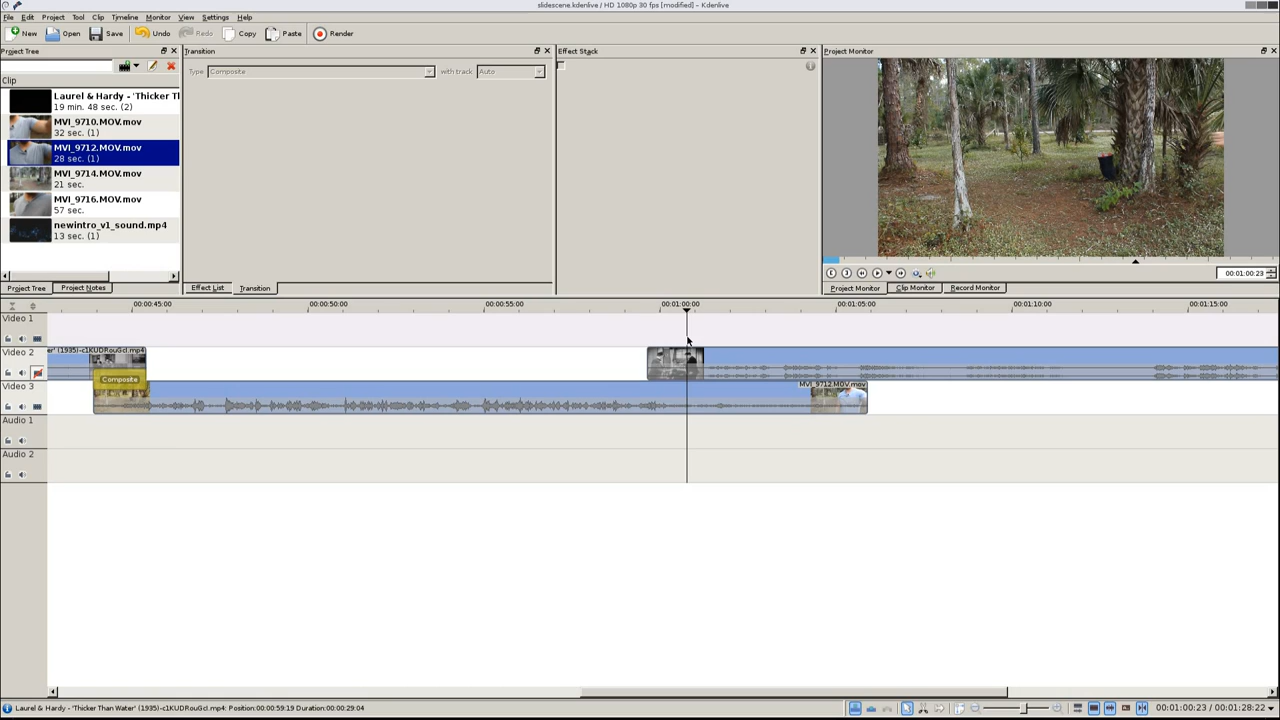 slidescene.kdenlive / HD 1080p 30 fps [modified] – Kdenlive
File Edit Project Tool Clip Timeline Monitor View Settings Help
New Open Save Undo Redo Copy Paste Render
Project Tree
Transition
Effect Stack
Project Monitor
Type Composite with track Auto
Clip
Laurel & Hardy - 'Thicker Tl
19 min. 48 sec. (2)
MVI_9710.MOV.mov
32 sec. (1)
MVI_9712.MOV.mov
28 sec. (1)
MVI_9714.MOV.mov
21 sec.
MVI_9716.MOV.mov
57 sec.
newintro_v1_sound.mp4
13 sec. (1)
00:01:00:23
Project Tree Project Notes
Effect List Transition
Project Monitor Clip Monitor Record Monitor
00:00:45:00 00:00:50:00 00:00:55:00 00:01:00:00 00:01:05:00 00:01:10:00 00:01:15:00
Video 1
Video 2
er' (1935)-c1KUDRouGcI.mp4
Composite
Video 3
MVI_9712.MOV.mov
Audio 1
Audio 2
Laurel & Hardy - 'Thicker Than Water' (1935)-c1KUDRouGcI.mp4: Position:00:00:59:19 Duration:00:00:29:04
00:01:00:23 / 00:01:28:22